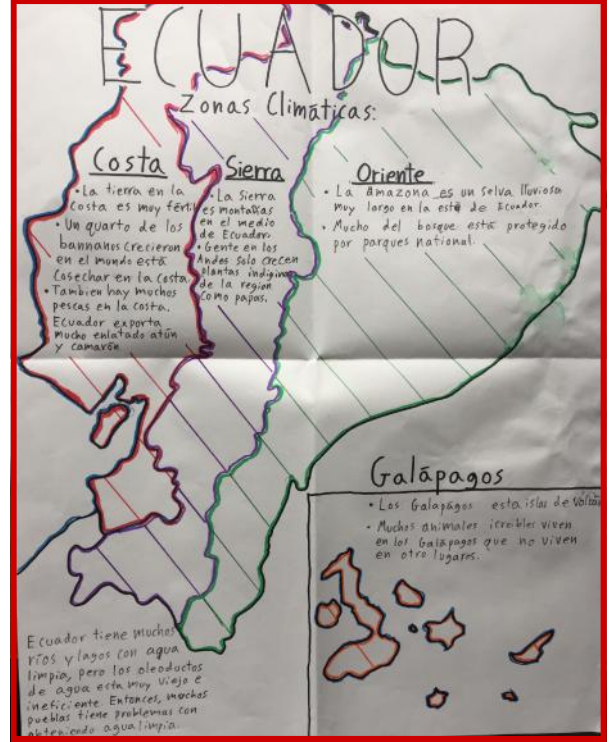 ECUADOR
Zonas Climáticas:
Costa
• La tierra en la
costa es muy fértil
• Un quarto de los
bannanos crecieron
en el mundo está
Cosechar en la costa.
• Tambien hay muchos
pescas en la costa.
Ecuador exporta
mucho enlatado atún
y camarón.
Sierra
• La Sierra
es montañas
en el medio
de Ecuador.
• Gente en los
Andes solo crecen
plantas
de la region
como papas.
Oriente
• La amazona es un selva lluviosa
muy largo en la este de Ecuador.
• Mucho del bosque está protegido
por parques national.
Galápagos
• Los Galapágos esta islas de
• Muchos animales icreibles viven
en los Galápagos que no viven
en otro lugares.
Ecuador tiene muchos
ríos y lagos con agua
limpia, pero los oleoductos
de agua esta muy viejo e
ineficiente. Entonces, muchos
pueblas tiene problemas con
obteniendo agua limpia.